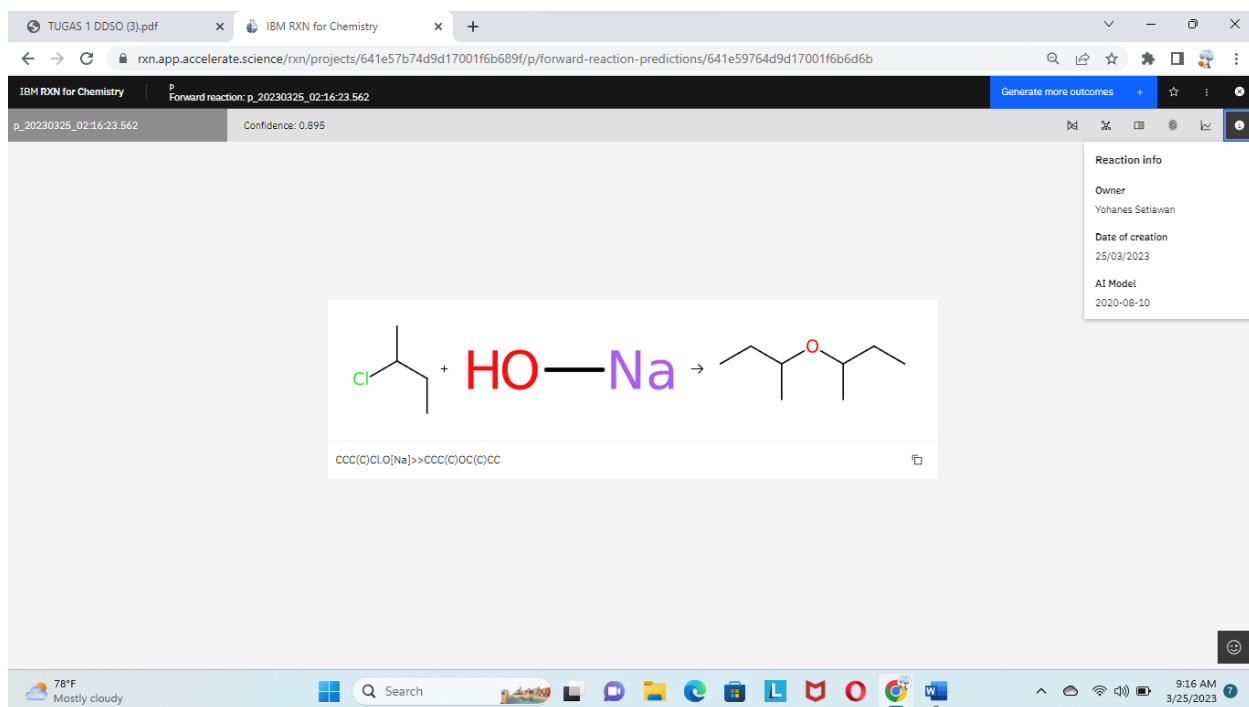 TUGAS 1 DDSO (3).pdf
IBM RXN for Chemistry
rxn.app.accelerate.science/rxn/projects/641e57b74d9d17001f6b689f/p/forward-reaction-predictions/641e59764d9d17001f6b6d6b
IBM RXN for Chemistry
p
Forward reaction: p_20230325_02:16:23.562
Generate more outcomes +
p_20230325_02:16:23.562
Confidence: 0.895
Reaction info
Owner
Yohanes Setiawan
Date of creation
25/03/2023
AI Model
2020-08-10
Cl + HO Na → O
CCC(C)Cl.O[Na]>>CCC(C)OC(C)CC
78°F
Mostly cloudy
Search
9:16 AM
3/25/2023
7